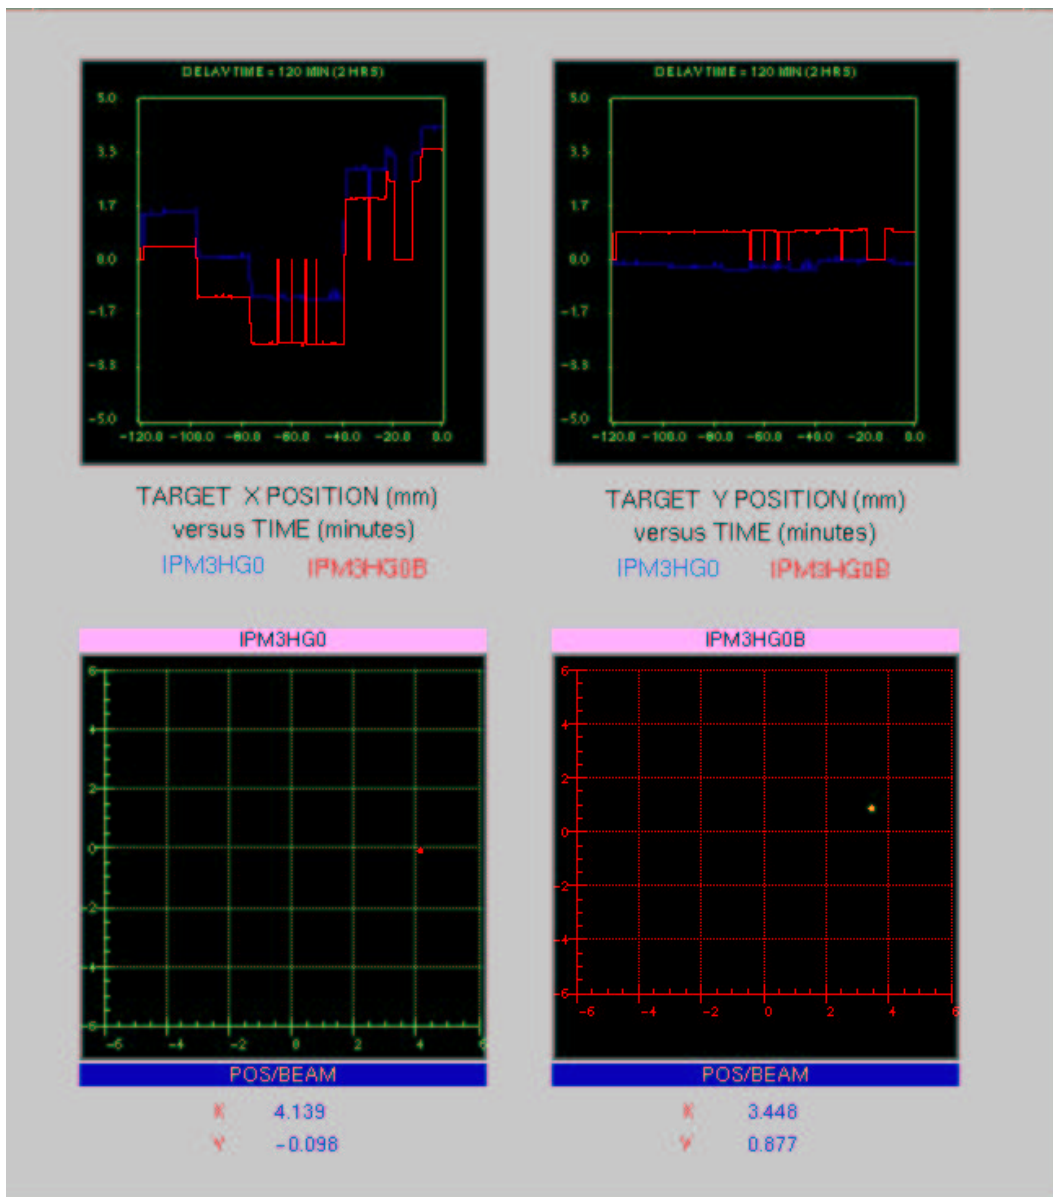 DELAYTIME = 120 MIN (2 HRS)
5.0
3.3
1.7
0.0
-1.7
-3.3
-5.0
-120.0 -100.0 -80.0 -60.0 -40.0 -20.0 0.0
TARGET X POSITION (mm)
versus TIME (minutes)
IPM3HG0 IPM3HG0B
DELAYTIME = 120 MIN (2 HRS)
5.0
3.3
1.7
0.0
-1.7
-3.3
-5.0
-120.0 -100.0 -80.0 -60.0 -40.0 -20.0 0.0
TARGET Y POSITION (mm)
versus TIME (minutes)
IPM3HG0 IPM3HG0B
IPM3HG0
6
4
2
0
-2
-4
-6
-6 -4 -2 0 2 4 6
POS/BEAM
X 4.139
Y -0.098
IPM3HG0B
6
4
2
0
-2
-4
-6
-6 -4 -2 0 2 4 6
POS/BEAM
X 3.448
Y 0.877